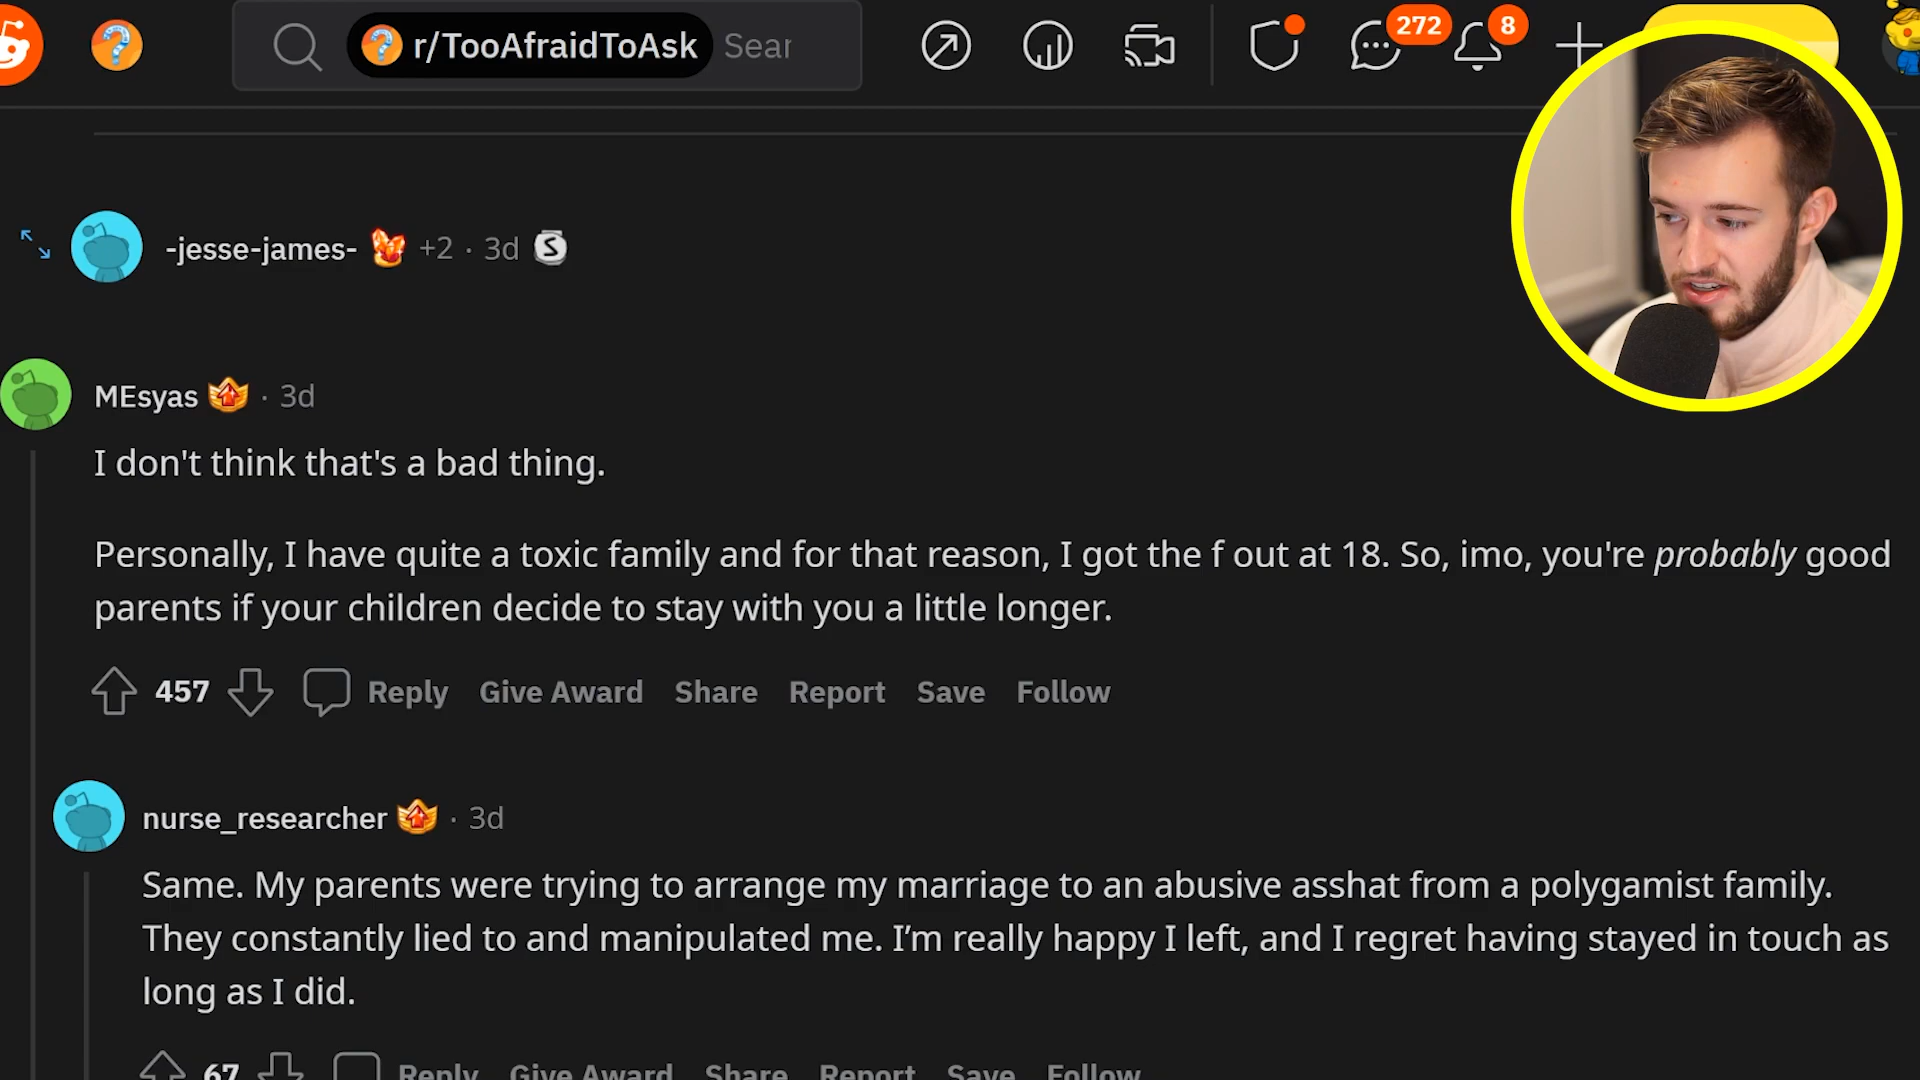 r/TooAfraidToAsk Sear
272
8
-jesse-james- +2 · 3d
MEsyas · 3d
I don't think that's a bad thing.
Personally, I have quite a toxic family and for that reason, I got the f out at 18. So, imo, you're probably good
parents if your children decide to stay with you a little longer.
457 Reply Give Award Share Report Save Follow
nurse_researcher · 3d
Same. My parents were trying to arrange my marriage to an abusive asshat from a polygamist family.
They constantly lied to and manipulated me. I’m really happy I left, and I regret having stayed in touch as
long as I did.
67 Reply Give Award Share Report Save Follow